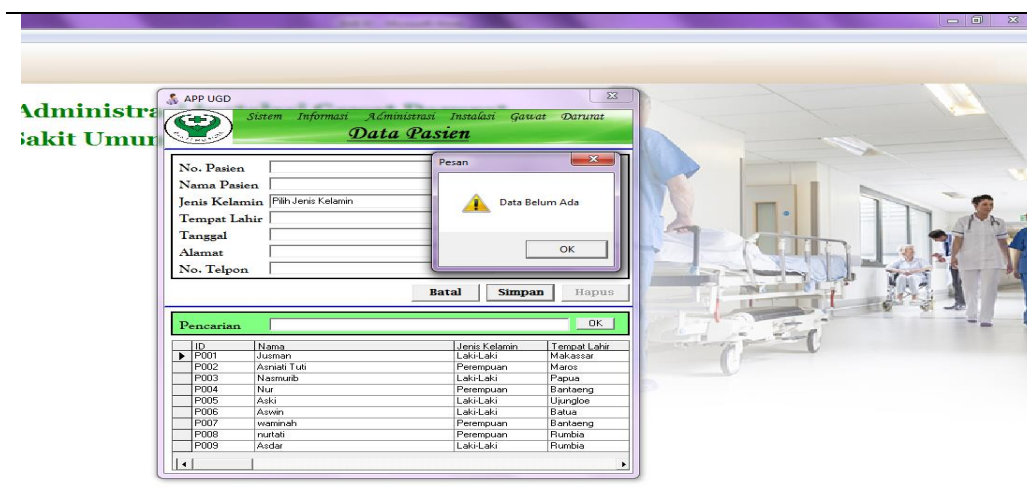 Laki-Laki
Administra
Sakit Umum
APP UGD
Sistem Informasi Administrasi Instalasi Gawat Darurat
Data Pasien
No. Pasien
Nama Pasien
Jenis Kelamin Pilih Jenis Kelamin
Tempat Lahir
Tanggal
Alamat
No. Telpon
Pesan
Data Belum Ada
OK
Batal Simpan Hapus
Pencarian OK
ID Nama Jenis Kelamin Tempat Lahir
P001 Jusman Laki-Laki Makassar
P002 Asniati Tuti Perempuan Maros
P003 Nasmurib Laki-Laki Papua
P004 Nur Perempuan Bantaeng
P005 Aski Laki-Laki Ujungloe
P006 Aswin Laki-Laki Batua
P007 waminah Perempuan Bantaeng
P008 nurtati Perempuan Rumbia
P009 Asdar Laki-Laki Rumbia